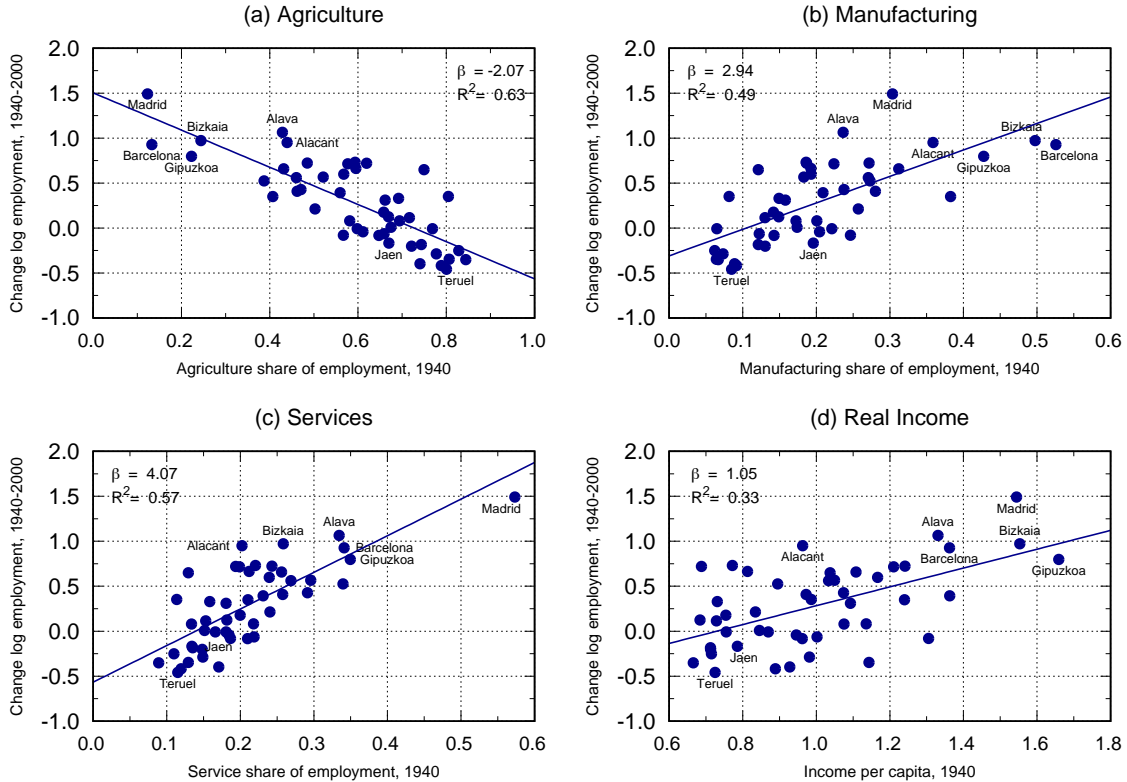 (a) Agriculture
Change log employment, 1940-2000
2.0
1.5
1.0
0.5
0.0
-0.5
-1.0
β = -2.07
R²= 0.63
Madrid
Alava
Bizkaia
Alacant
Barcelona
Gipuzkoa
Jaen
Teruel
0.0 0.2 0.4 0.6 0.8 1.0
Agriculture share of employment, 1940
(b) Manufacturing
Change log employment, 1940-2000
2.0
1.5
1.0
0.5
0.0
-0.5
-1.0
β = 2.94
R²= 0.49
Madrid
Alava
Bizkaia
Alacant
Barcelona
Gipuzkoa
Jaen
Teruel
0.0 0.1 0.2 0.3 0.4 0.5 0.6
Manufacturing share of employment, 1940
(c) Services
Change log employment, 1940-2000
2.0
1.5
1.0
0.5
0.0
-0.5
-1.0
β = 4.07
R²= 0.57
Madrid
Alava
Bizkaia
Alacant
Barcelona
Gipuzkoa
Jaen
Teruel
0.0 0.1 0.2 0.3 0.4 0.5 0.6
Service share of employment, 1940
(d) Real Income
Change log employment, 1940-2000
2.0
1.5
1.0
0.5
0.0
-0.5
-1.0
β = 1.05
R²= 0.33
Madrid
Alava
Bizkaia
Alacant
Barcelona
Gipuzkoa
Jaen
Teruel
0.6 0.8 1.0 1.2 1.4 1.6 1.8
Income per capita, 1940